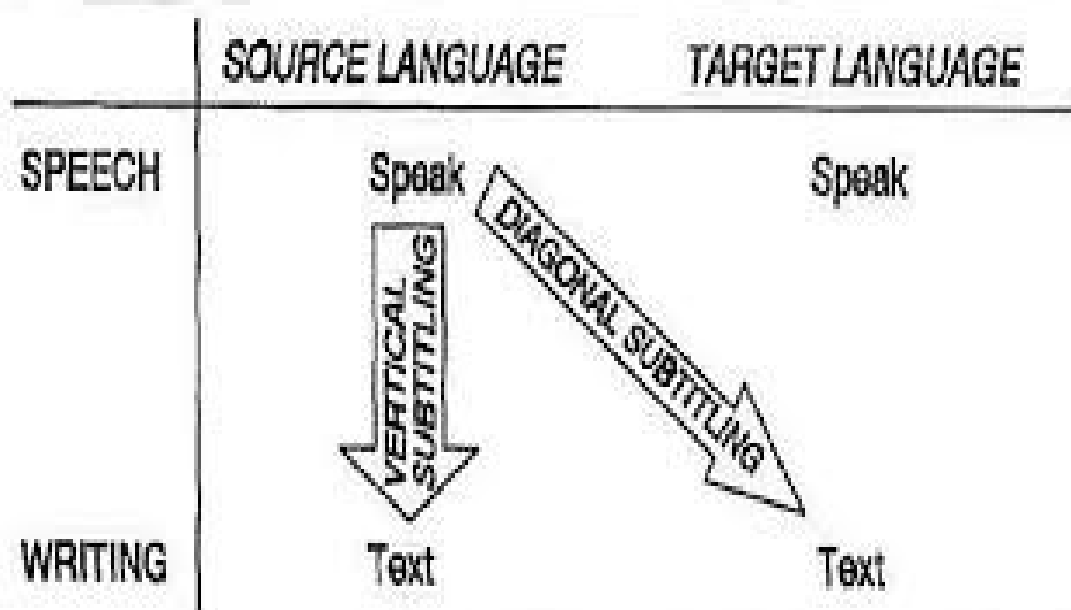 SOURCE LANGUAGE TARGET LANGUAGE
SPEECH Speak Speak
VERTICAL
SUBTITLING
DIAGONAL SUBTITLING
WRITING Text Text